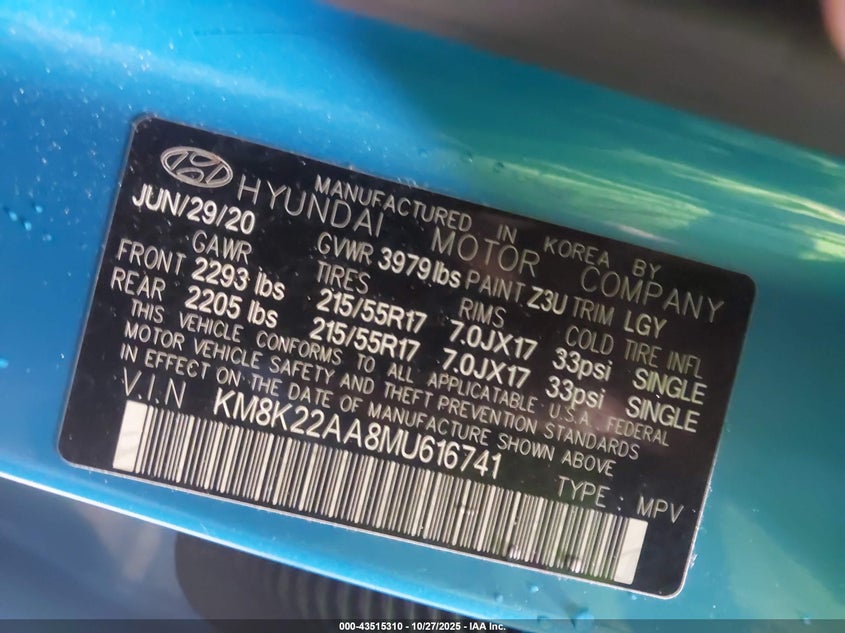 MANUFACTURED IN KOREA BY
HYUNDAI MOTOR COMPANY
JUN/29/20 GVWR 3979lbs PAINT Z3U TRIM LGY
GAWR TIRES RIMS COLD TIRE INFL
FRONT 2293 lbs 215/55R17 7.0JX17 33psi SINGLE
REAR 2205 lbs 215/55R17 7.0JX17 33psi SINGLE
THIS VEHICLE CONFORMS TO ALL APPLICATABLE U.S.A. FEDERAL
MOTOR VEHICLE SAFETY AND THEFT PREVENTION STANDARDS
IN EFFECT ON THE DATE OF MANUFACTURE SHOWN ABOVE
V.I.N KM8K22AA8MU616741
TYPE : MPV
000-43515310 - 10/27/2025 - IAA Inc.